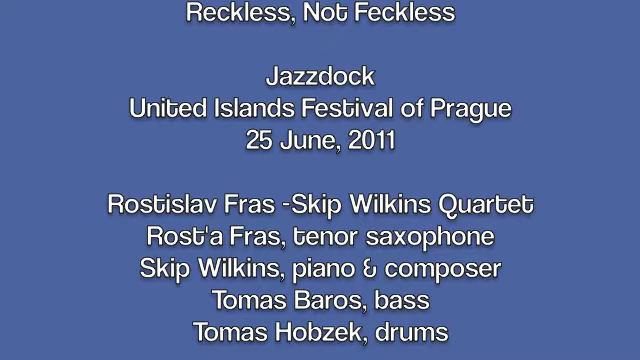 Reckless, Not Feckless
Jazzdock
United Islands Festival of Prague
25 June, 2011
Rostislav Fras -Skip Wilkins Quartet
Rost'a Fras, tenor saxophone
Skip Wilkins, piano & composer
Tomas Baros, bass
Tomas Hobzek, drums